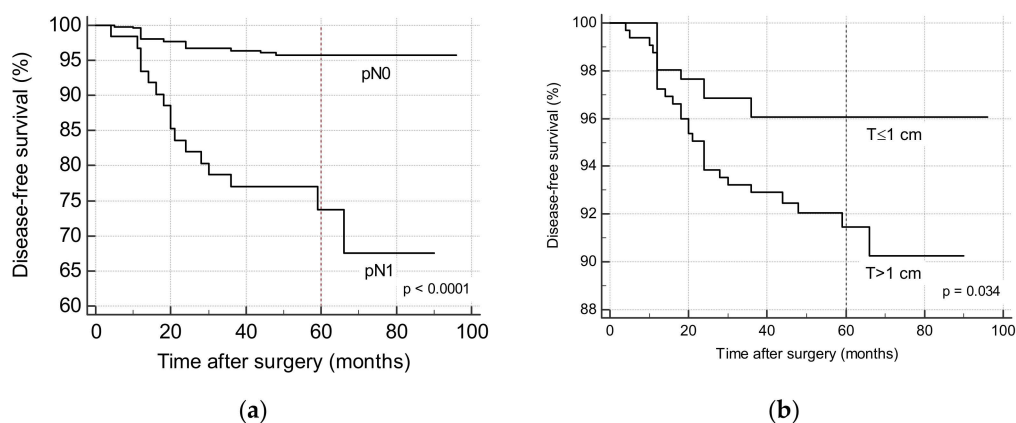 Disease-free survival (%)
100
95
90
85
80
75
70
65
60
pN0
pN1
p < 0.0001
0
20
40
60
80
100
Time after surgery (months)
(a)
Disease-free survival (%)
100
98
96
94
92
90
88
T≤1 cm
T>1 cm
p = 0.034
0
20
40
60
80
100
Time after surgery (months)
(b)